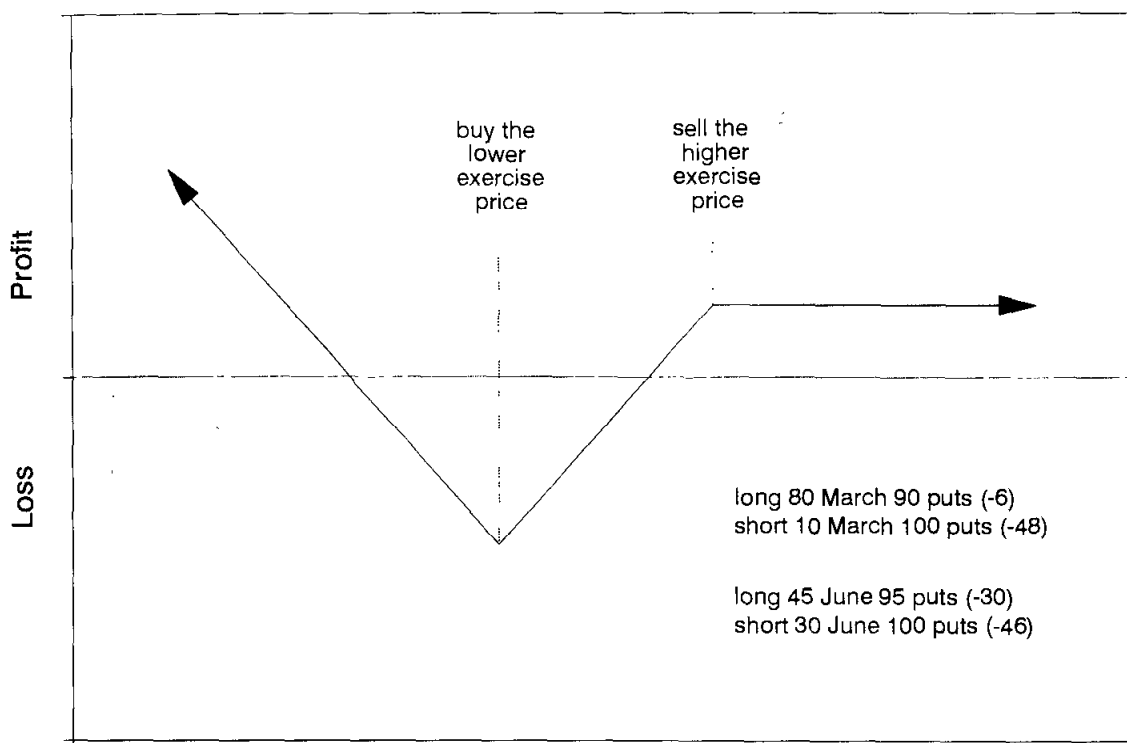 buy the
lower
exercise
price
sell the
higher
exercise
price
Profit
Loss
long 80 March 90 puts (-6)
short 10 March 100 puts (-48)
long 45 June 95 puts (-30)
short 30 June 100 puts (-46)